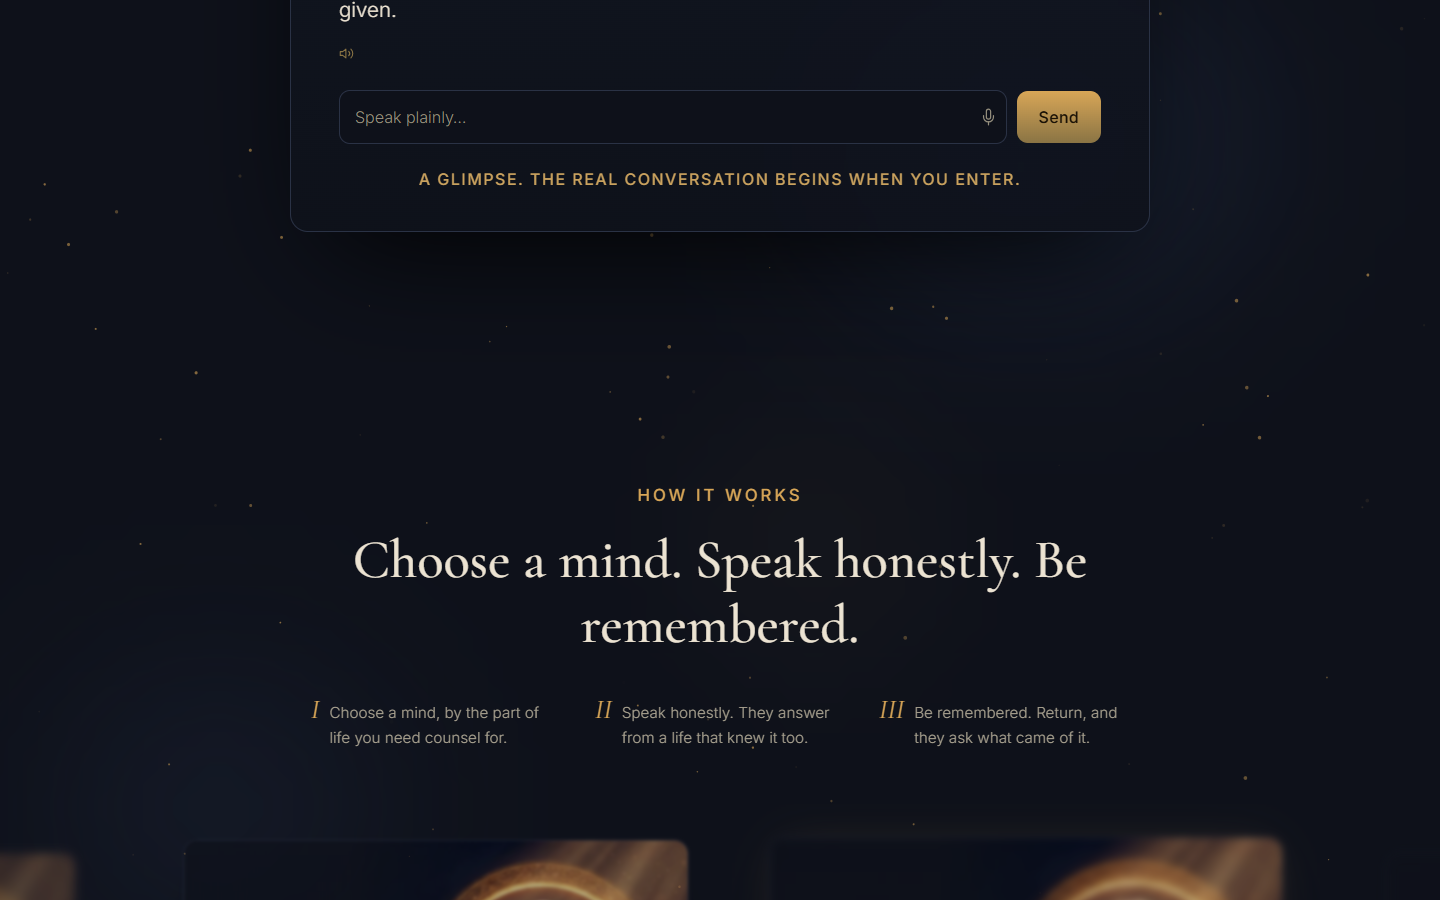 given.
Speak plainly...
Send
A GLIMPSE. THE REAL CONVERSATION BEGINS WHEN YOU ENTER.
HOW IT WORKS
Choose a mind. Speak honestly. Be
remembered.
I Choose a mind, by the part of
life you need counsel for.
II Speak honestly. They answer
from a life that knew it too.
III Be remembered. Return, and
they ask what came of it.